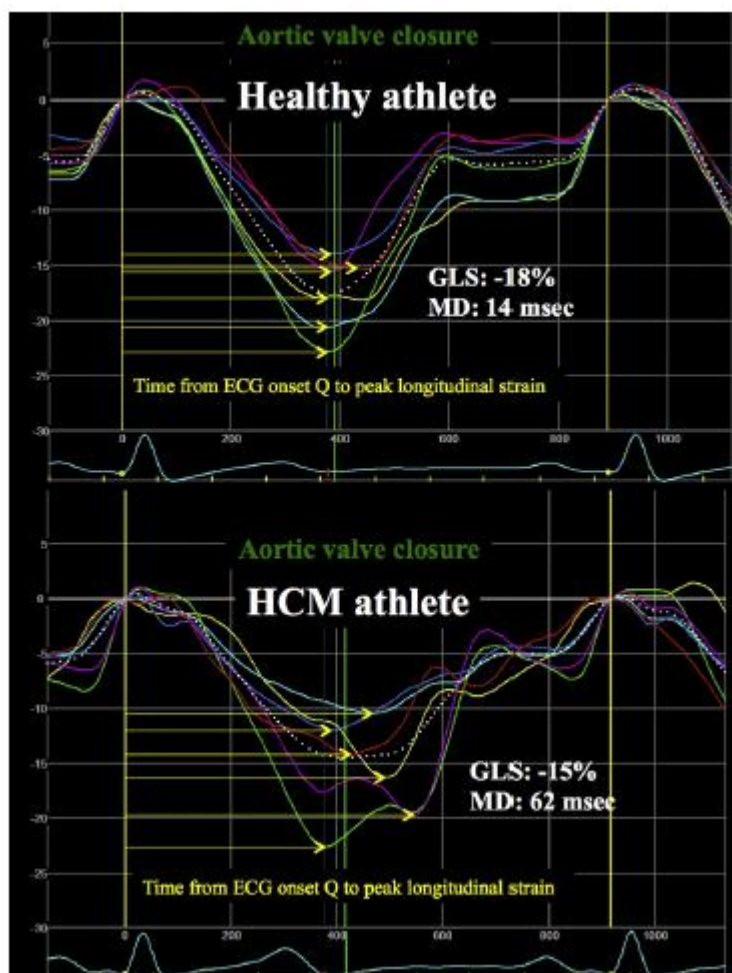 Aortic valve closure
Healthy athlete
5
0
-5
-10
-15
-20
-25
-30
GLS: -18%
MD: 14 msec
Time from ECG onset Q to peak longitudinal strain
0 200 400 600 800 1000
Aortic valve closure
HCM athlete
5
0
-5
-10
-15
-20
-25
-30
GLS: -15%
MD: 62 msec
Time from ECG onset Q to peak longitudinal strain
0 200 400 600 800 1000